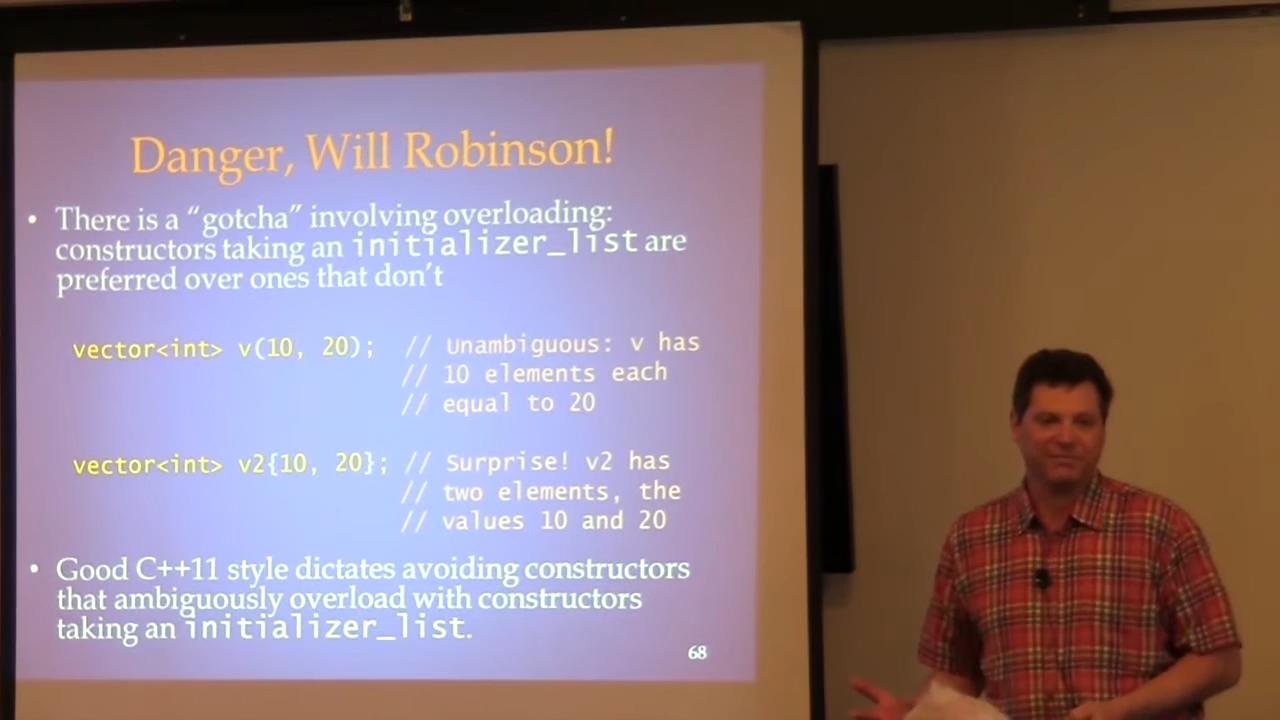 Danger, Will Robinson!
• There is a “gotcha” involving overloading:
constructors taking an initializer_list are
preferred over ones that don’t
vector<int> v(10, 20); // Unambiguous: v has
// 10 elements each
// equal to 20
vector<int> v2{10, 20}; // Surprise! v2 has
// two elements, the
// values 10 and 20
• Good C++11 style dictates avoiding constructors
that ambiguously overload with constructors
taking an initializer_list.
68